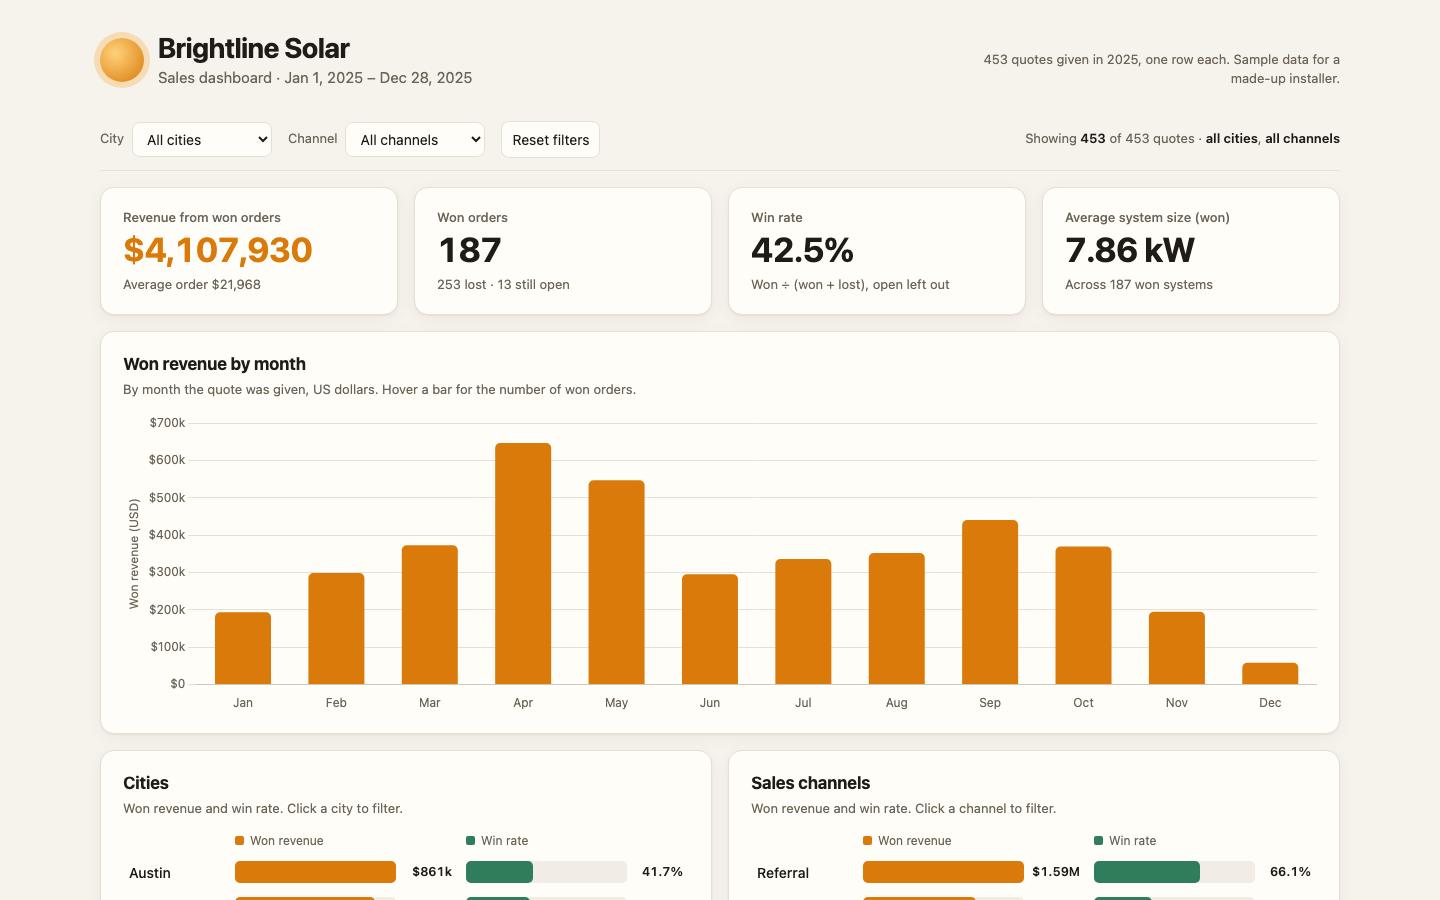 Brightline Solar
Sales dashboard · Jan 1, 2025 – Dec 28, 2025
453 quotes given in 2025, one row each. Sample data for a
made-up installer.
City All cities Channel All channels Reset filters
Showing 453 of 453 quotes · all cities, all channels
Revenue from won orders
$4,107,930
Average order $21,968
Won orders
187
253 lost · 13 still open
Win rate
42.5%
Won ÷ (won + lost), open left out
Average system size (won)
7.86 kW
Across 187 won systems
Won revenue by month
By month the quote was given, US dollars. Hover a bar for the number of won orders.
Won revenue (USD)
$700k
$600k
$500k
$400k
$300k
$200k
$100k
$0
Jan Feb Mar Apr May Jun Jul Aug Sep Oct Nov Dec
Cities
Won revenue and win rate. Click a city to filter.
Won revenue Win rate
Austin $861k 41.7%
Sales channels
Won revenue and win rate. Click a channel to filter.
Won revenue Win rate
Referral $1.59M 66.1%